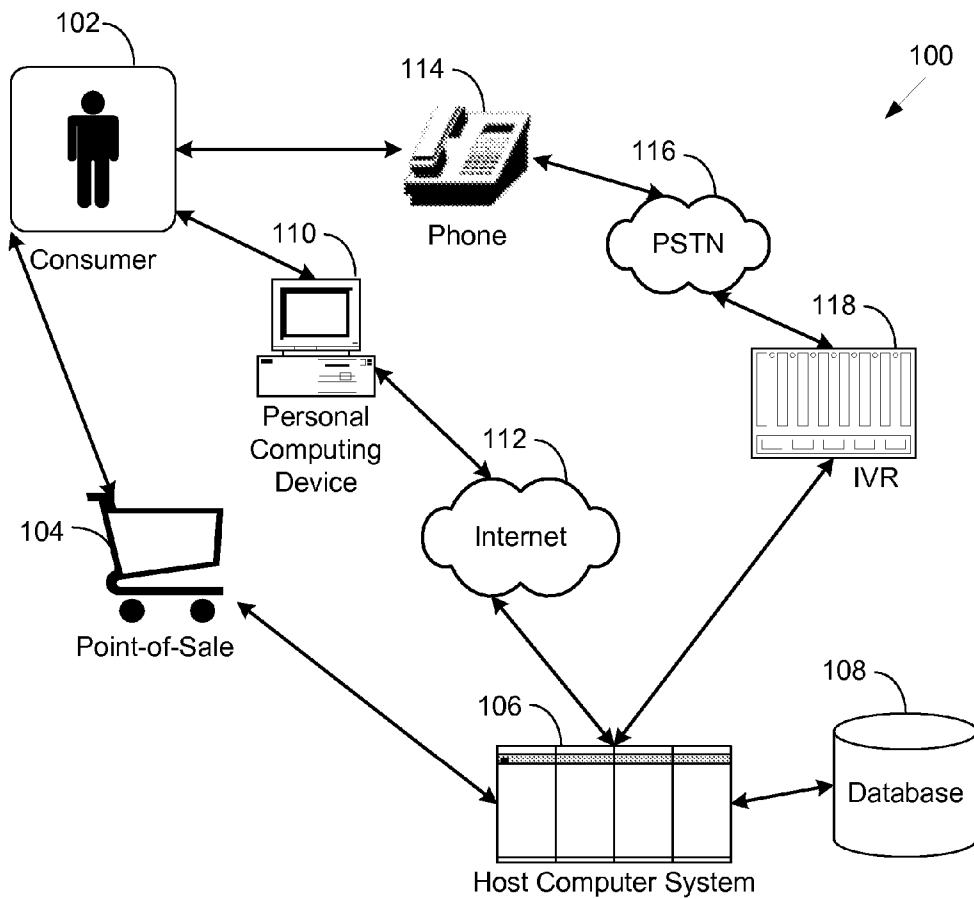 102
100
114
116
Phone
PSTN
Consumer
110
118
Personal
Computing
Device
112
IVR
104
Internet
Point-of-Sale
106
108
Database
Host Computer System